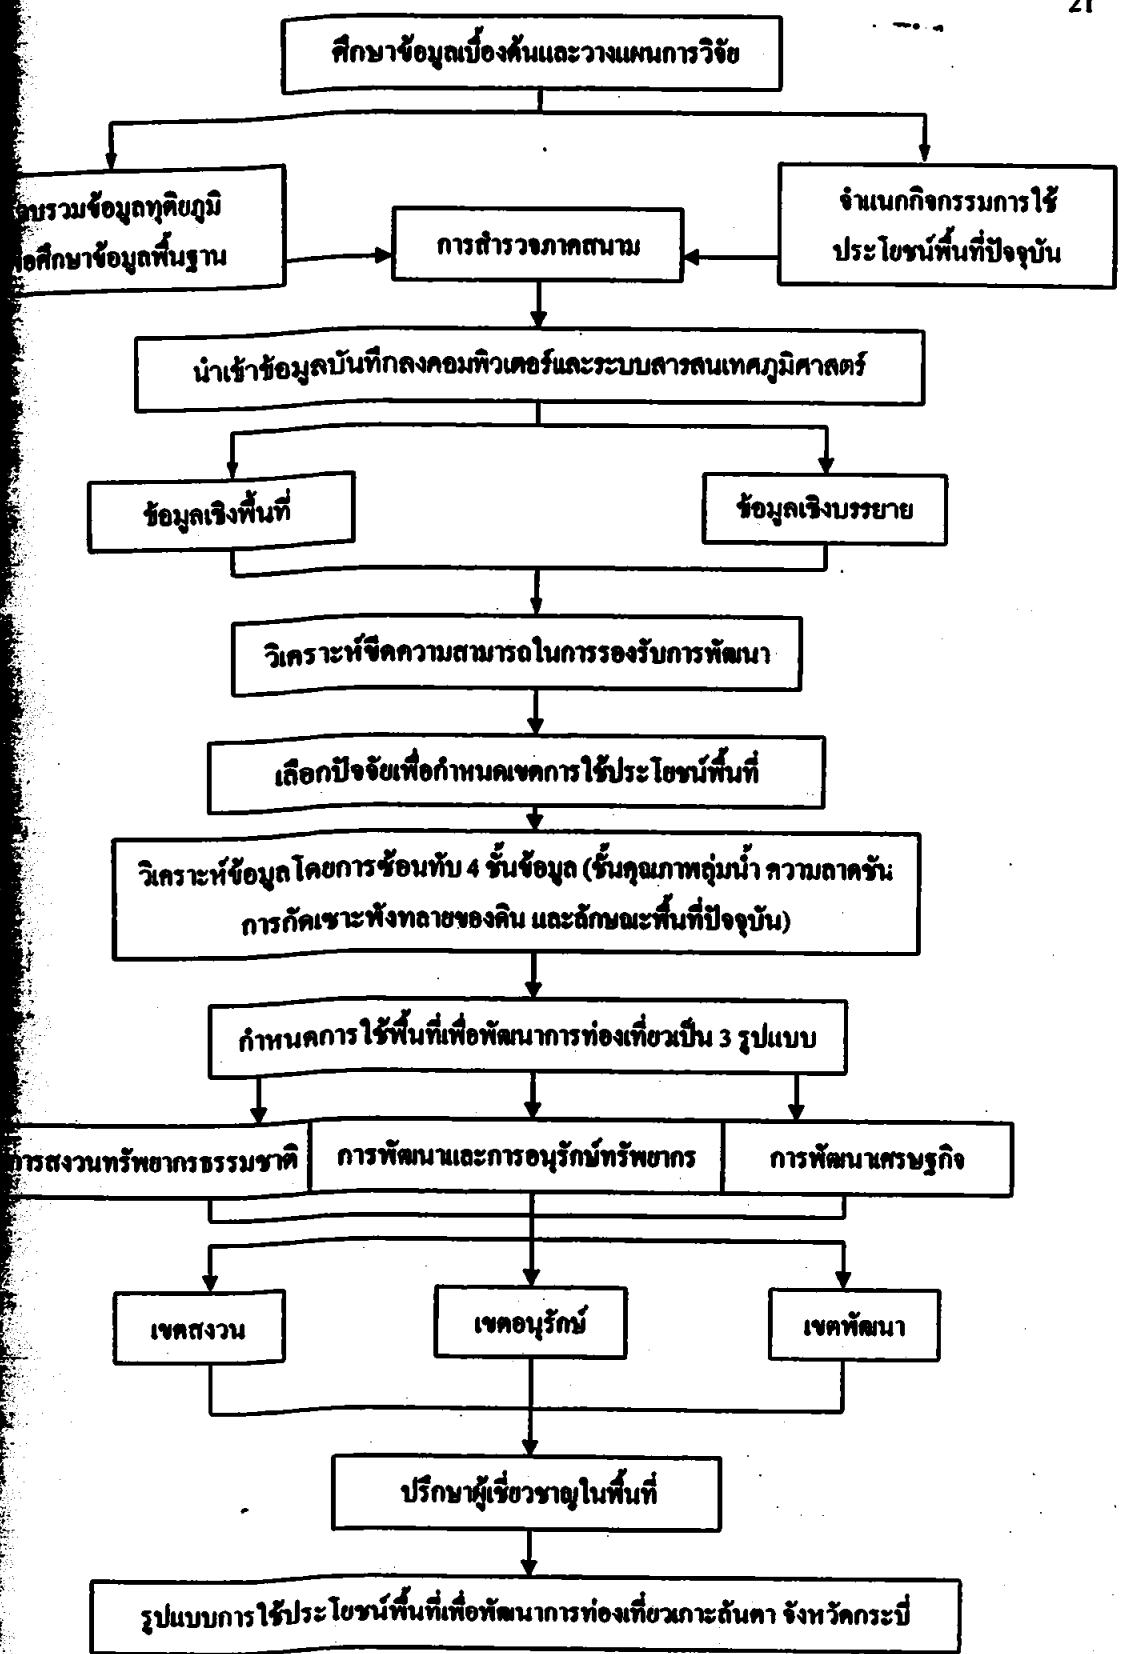 21
ศึกษาข้อมูลเบื้องต้นและวางแผนการวิจัย
บรวมข้อมูลทุติยภูมิ
ศึกษาข้อมูลพื้นฐาน
การสำรวจภาคสนาม
จำแนกกิจกรรมการใช้
ประโยชน์พื้นที่ปัจจุบัน
นำเข้าข้อมูลบันทึกลงคอมพิวเตอร์และระบบสารสนเทศภูมิศาสตร์
ข้อมูลเชิงพื้นที่
ข้อมูลเชิงบรรยาย
วิเคราะห์ขีดความสามารถในการรองรับการพัฒนา
เลือกปัจจัยเพื่อกำหนดเขตการใช้ประโยชน์พื้นที่
วิเคราะห์ข้อมูลโดยการซ้อนทับ 4 ชั้นข้อมูล (ชั้นคุณภาพลุ่มน้ำ ความลาดชัน
การกัดเซาะพังทลายของดิน และลักษณะพื้นที่ปัจจุบัน)
กำหนดการใช้พื้นที่เพื่อพัฒนาการท่องเที่ยวเป็น 3 รูปแบบ
การสงวนทรัพยากรธรรมชาติ
การพัฒนาและการอนุรักษ์ทรัพยากร
การพัฒนาเศรษฐกิจ
เขตสงวน
เขตอนุรักษ์
เขตพัฒนา
ปรึกษาผู้เชี่ยวชาญในพื้นที่
รูปแบบการใช้ประโยชน์พื้นที่เพื่อพัฒนาการท่องเที่ยวเกาะลันตา จังหวัดกระบี่